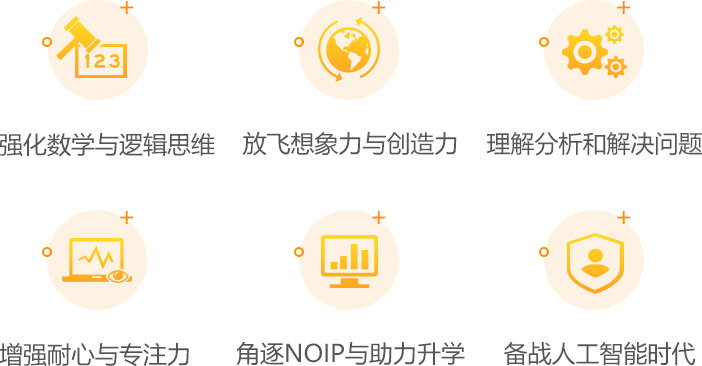 123
强化数学与逻辑思维
放飞想象力与创造力
理解分析和解决问题
增强耐心与专注力
角逐NOIP与助力升学
备战人工智能时代